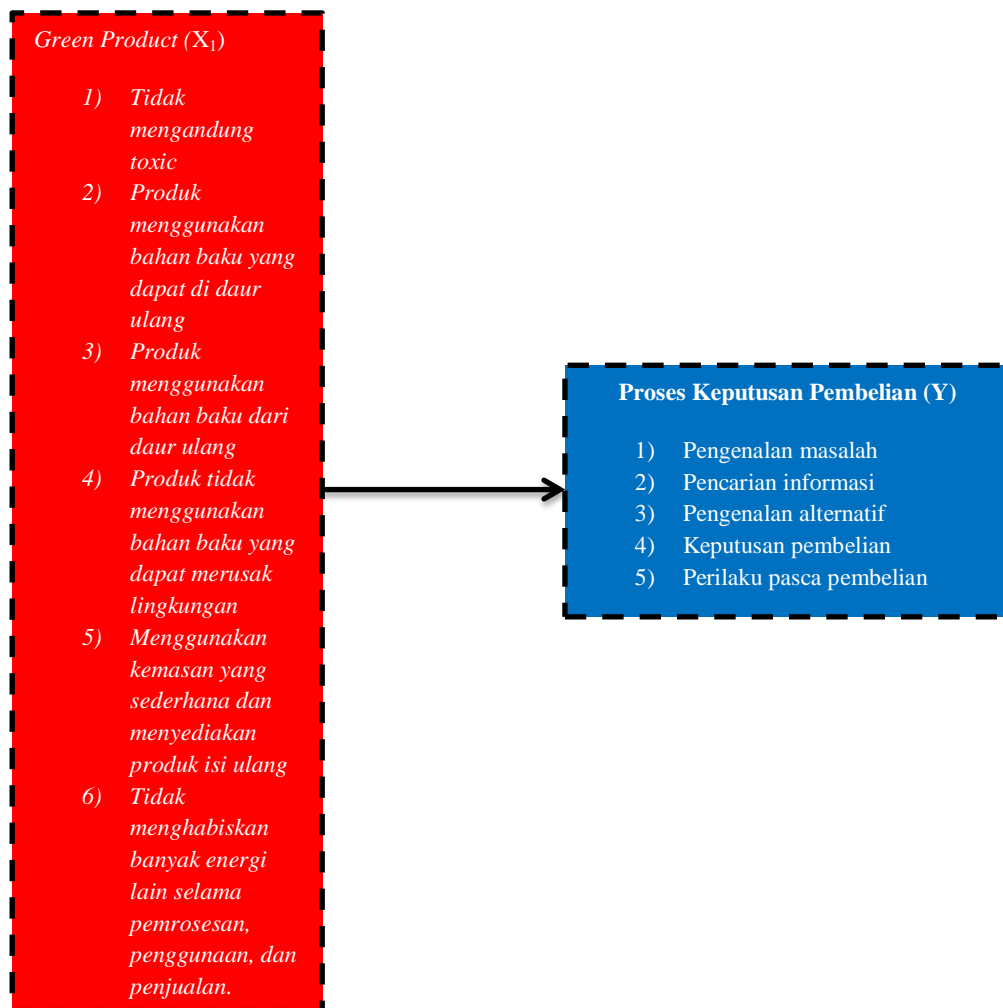 Green Product (X1)
1) Tidak
mengandung
toxic
2) Produk
menggunakan
bahan baku yang
dapat di daur
ulang
3) Produk
menggunakan
bahan baku dari
daur ulang
4) Produk tidak
menggunakan
bahan baku yang
dapat merusak
lingkungan
5) Menggunakan
kemasan yang
sederhana dan
menyediakan
produk isi ulang
6) Tidak
menghabiskan
banyak energi
lain selama
pemrosesan,
penggunaan, dan
penjualan.
Proses Keputusan Pembelian (Y)
1) Pengenalan masalah
2) Pencarian informasi
3) Pengenalan alternatif
4) Keputusan pembelian
5) Perilaku pasca pembelian